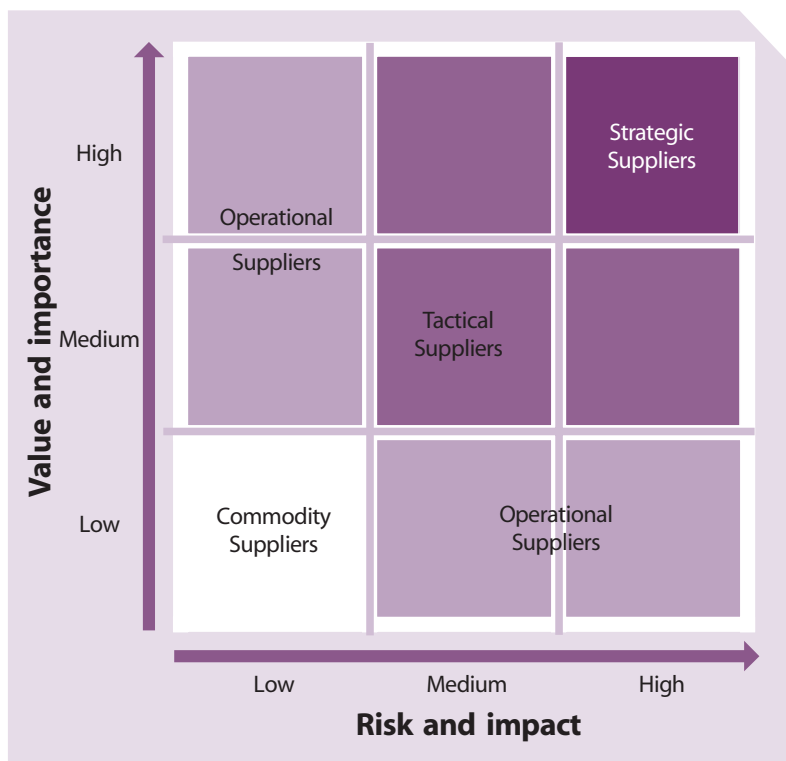 Value and importance
High
Medium
Low
Strategic
Suppliers
Operational
Suppliers
Tactical
Suppliers
Commodity
Suppliers
Operational
Suppliers
Low
Medium
High
Risk and impact